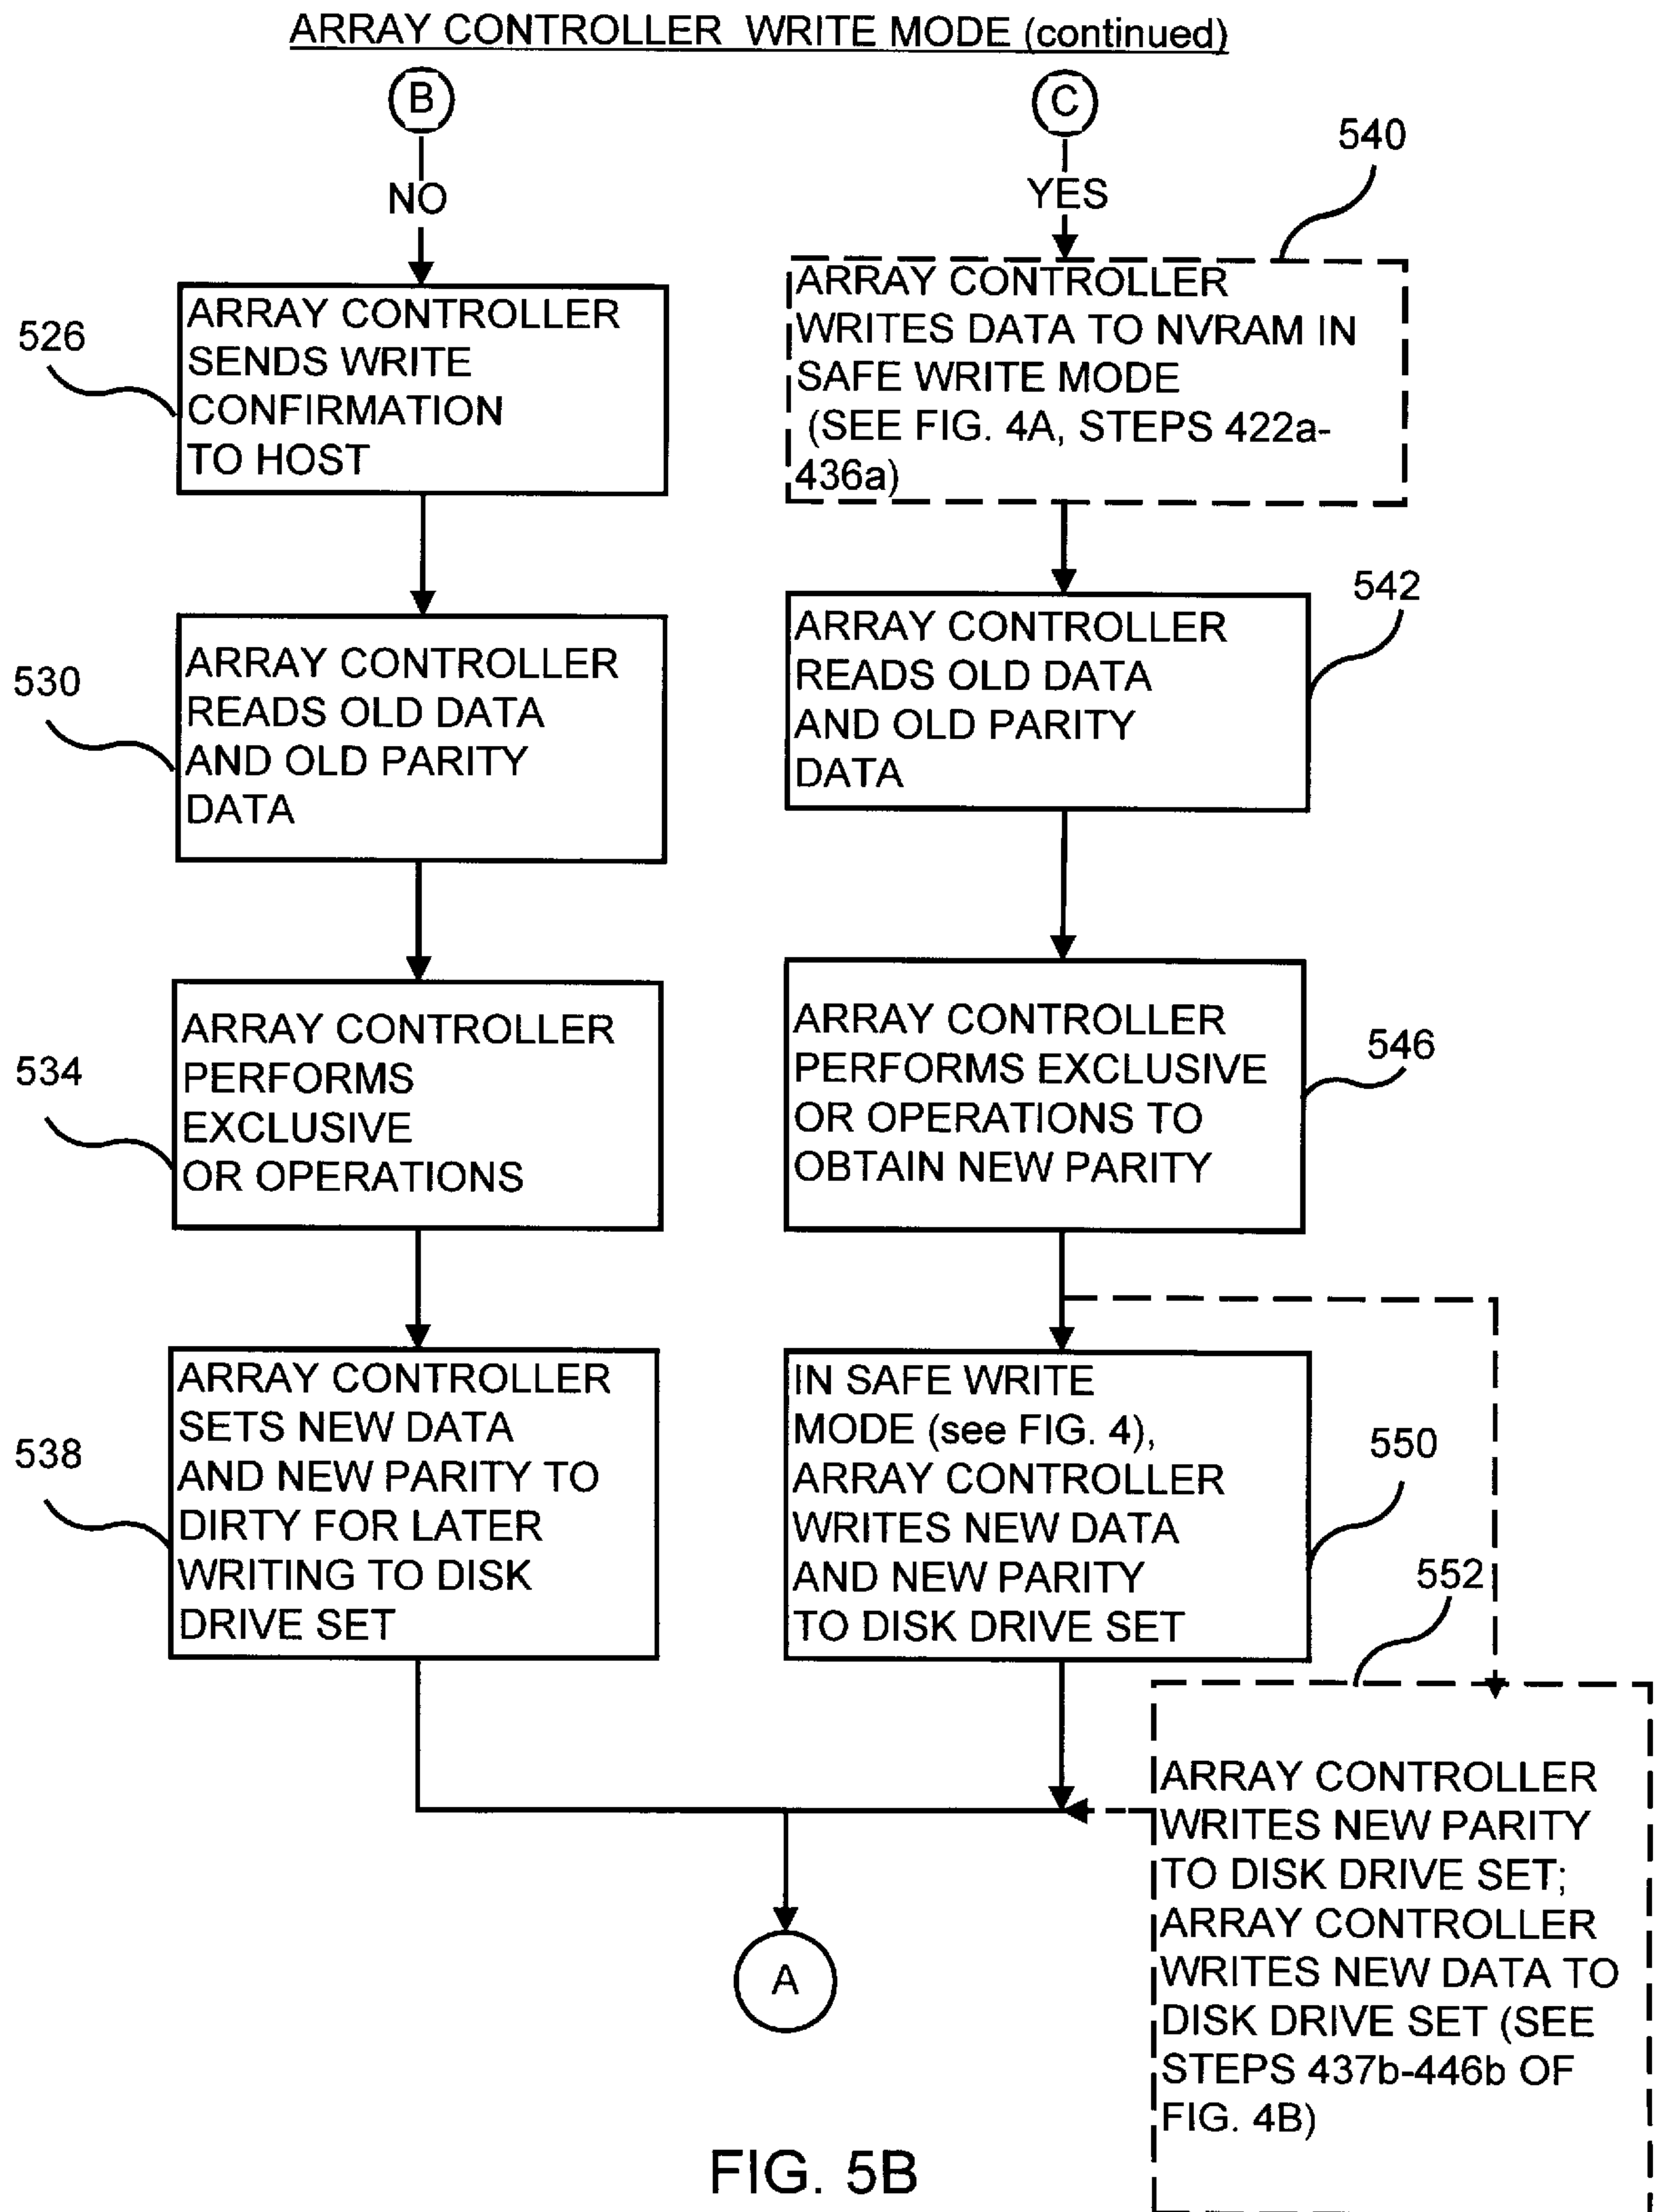 ARRAY CONTROLLER WRITE MODE (continued)
B
NO
526
ARRAY CONTROLLER
SENDS WRITE
CONFIRMATION
TO HOST
530
ARRAY CONTROLLER
READS OLD DATA
AND OLD PARITY
DATA
534
ARRAY CONTROLLER
PERFORMS
EXCLUSIVE
OR OPERATIONS
538
ARRAY CONTROLLER
SETS NEW DATA
AND NEW PARITY TO
DIRTY FOR LATER
WRITING TO DISK
DRIVE SET
C
YES
540
ARRAY CONTROLLER
WRITES DATA TO NVRAM IN
SAFE WRITE MODE
(SEE FIG. 4A, STEPS 422a-
436a)
542
ARRAY CONTROLLER
READS OLD DATA
AND OLD PARITY
DATA
546
ARRAY CONTROLLER
PERFORMS EXCLUSIVE
OR OPERATIONS TO
OBTAIN NEW PARITY
550
IN SAFE WRITE
MODE (see FIG. 4),
ARRAY CONTROLLER
WRITES NEW DATA
AND NEW PARITY
TO DISK DRIVE SET
552
ARRAY CONTROLLER
WRITES NEW PARITY
TO DISK DRIVE SET;
ARRAY CONTROLLER
WRITES NEW DATA TO
DISK DRIVE SET (SEE
STEPS 437b-446b OF
FIG. 4B)
A
FIG. 5B